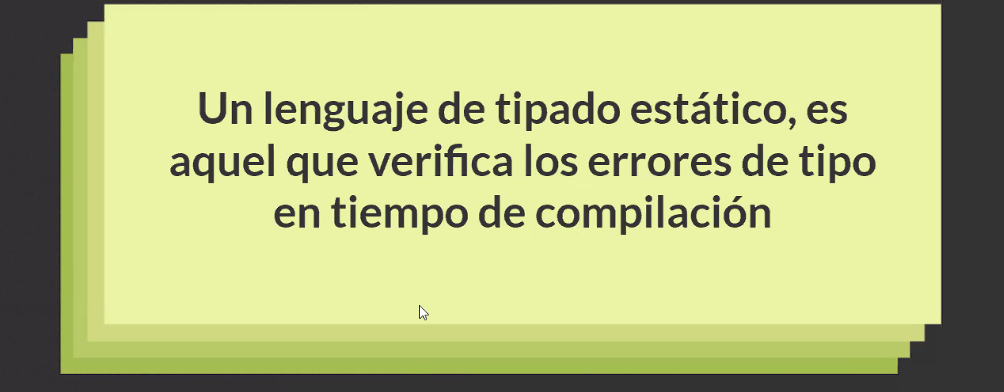 Un lenguaje de tipado estático, es
aquel que verifica los errores de tipo
en tiempo de compilación